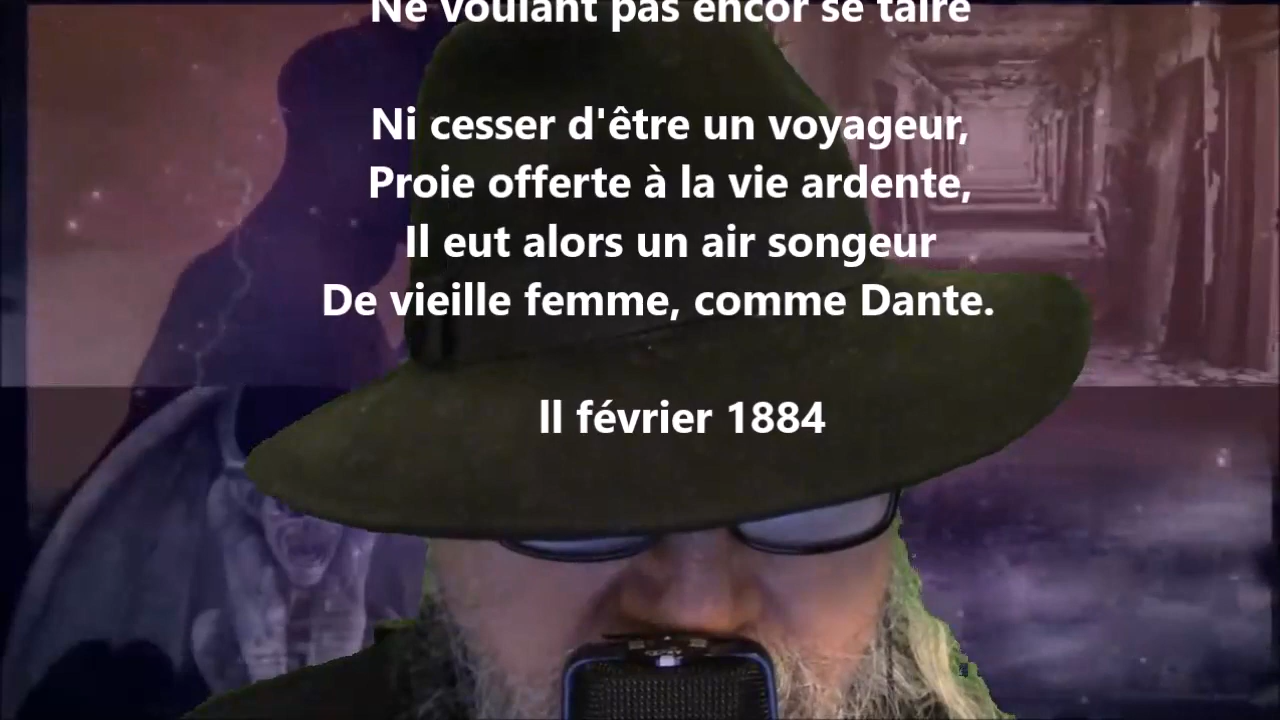 Ne voulant pas encor se taire
Ni cesser d'être un voyageur,
Proie offerte à la vie ardente,
Il eut alors un air songeur
De vieille femme, comme Dante.
ll février 1884